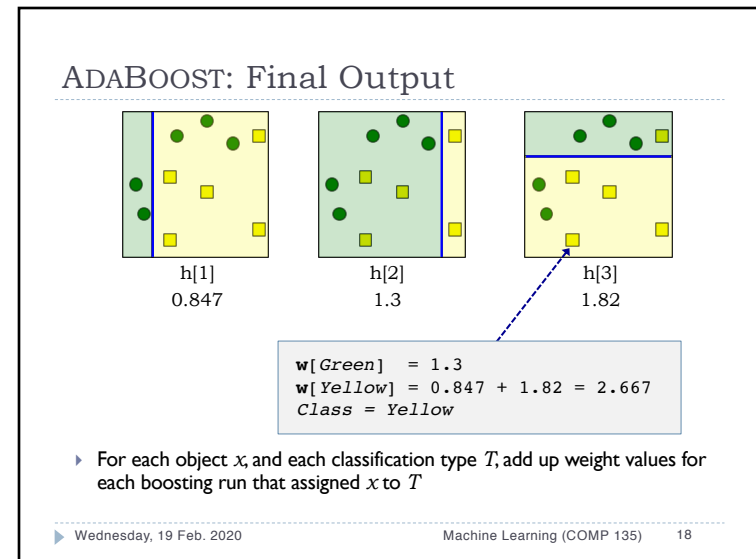 ADABOOST: Final Output
h[1]
0.847
h[2]
1.3
h[3]
1.82
w[Green] = 1.3
w[Yellow] = 0.847 + 1.82 = 2.667
Class = Yellow
For each object x, and each classification type T, add up weight values for
each boosting run that assigned x to T
Wednesday, 19 Feb. 2020
Machine Learning (COMP 135)
18